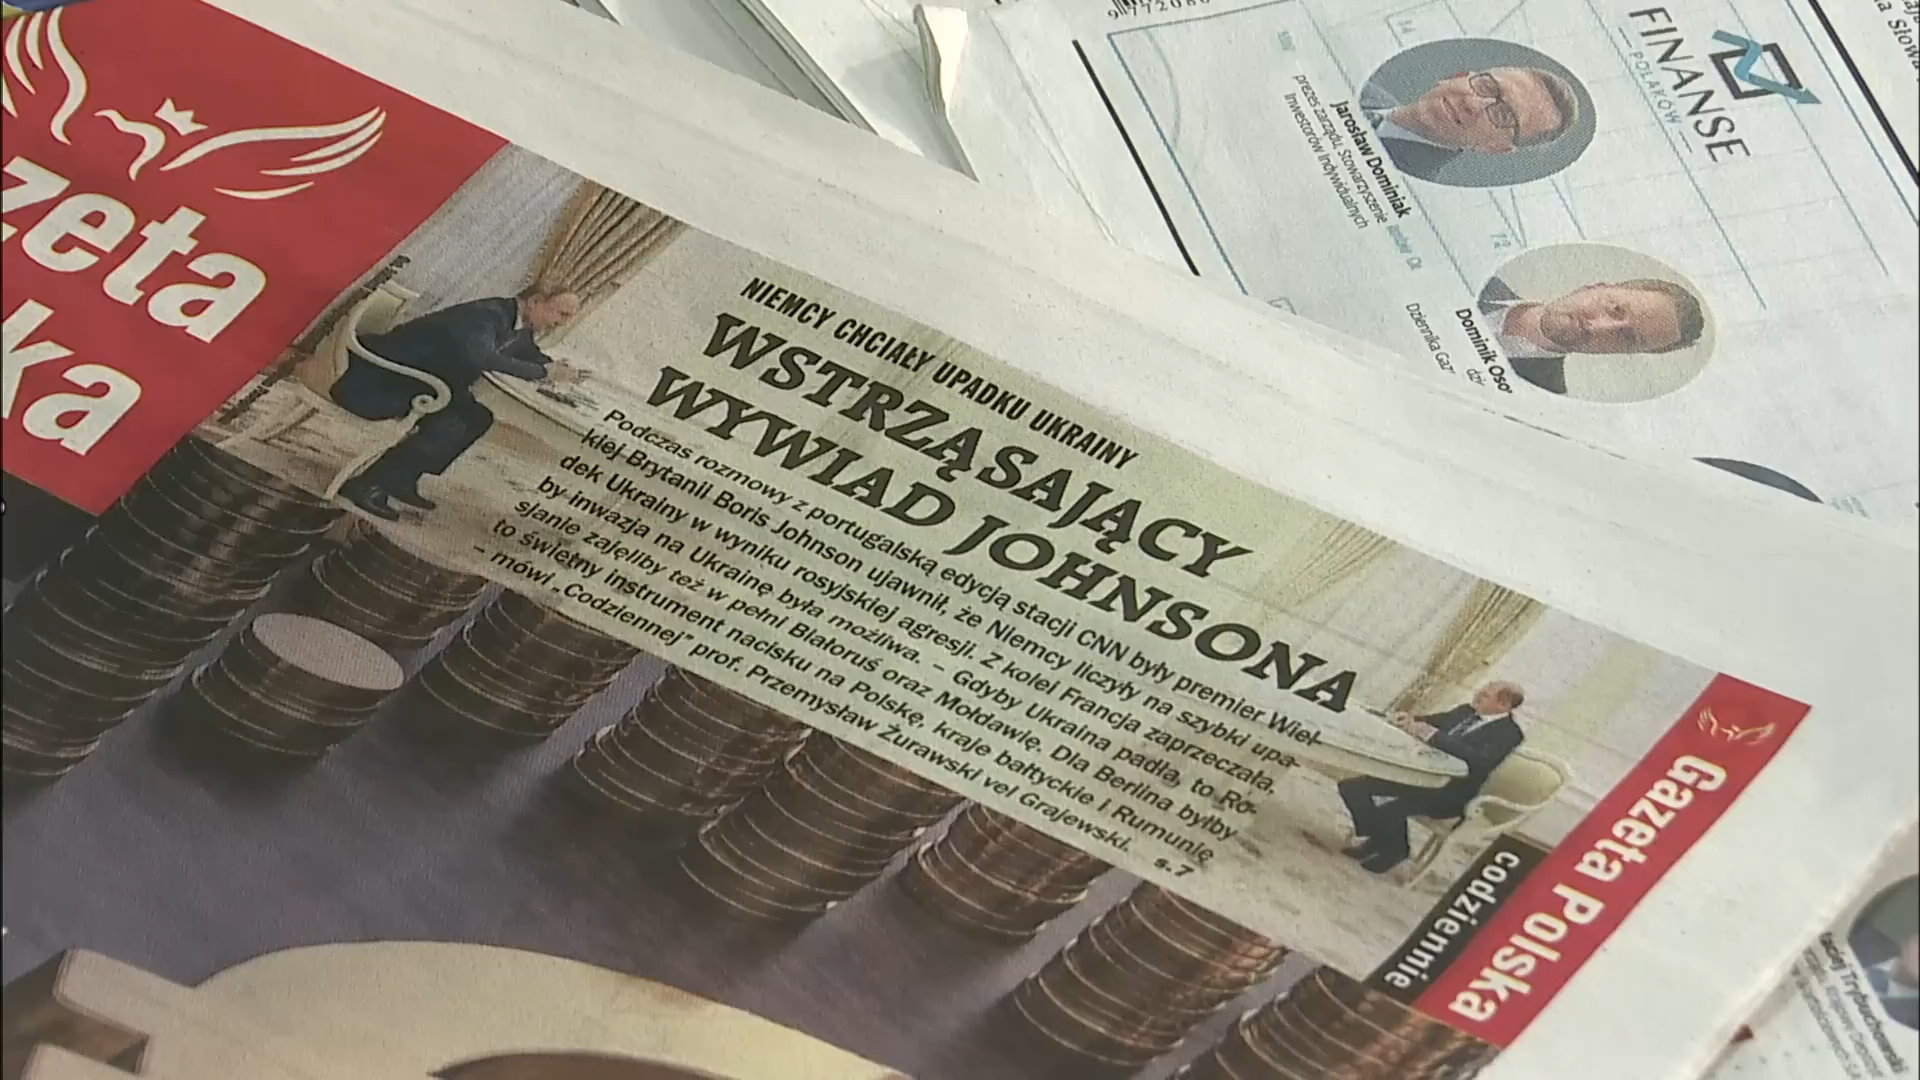 zeta
ka
NIEMCY CHCIAŁY UPADKU UKRAINY
WSTRZĄSAJĄCY
WYWIAD JOHNSONA
Podczas rozmowy z portugalską edycją stacji CNN były premier Wiel-
kiej Brytanii Boris Johnson ujawnił, że Niemcy liczyły na szybki upa-
dek Ukrainy w wyniku rosyjskiej agresji. Z kolei Francja zaprzeczała,
by inwazja na Ukrainę była możliwa. – Gdyby Ukraina padła, to Ro-
sjanie zajęliby też w pełni Białoruś oraz Mołdawię. Dla Berlina byłby
to świetny instrument nacisku na Polskę, kraje bałtyckie i Rumunię
– mówi „Codziennej” prof. Przemysław Żurawski vel Grajewski. s.7
Gazeta Polska
codziennie
FINANSE
POLAKÓW
Jarosław Dominiak
prezes zarządu, Stowarzyszenie
Inwestorów Indywidualnych
Dominik Oso
dzi
Dziennika Gaz
Maciej Trybuchowski